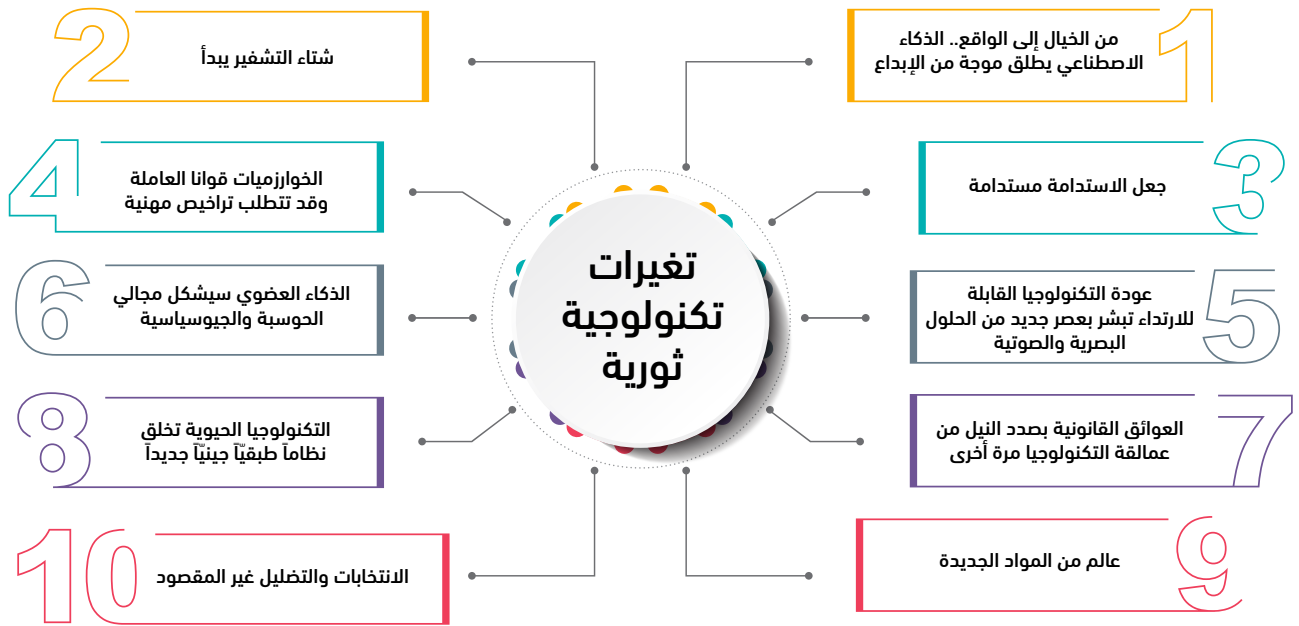 تغيرات
تكنولوجية
ثورية
1
من الخيال إلى الواقع.. الذكاء
الاصطناعي يطلق موجة من الإبداع
2
شتاء التشفير يبدأ
3
جعل الاستدامة مستدامة
4
الخوارزميات قوانا العاملة
وقد تتطلب تراخيص مهنية
5
عودة التكنولوجيا القابلة
للارتداء تبشر بعصر جديد من الحلول
البصرية والصوتية
6
الذكاء العضوي سيشكل مجالي
الحوسبة والجيوسياسية
7
العوائق القانونية بصدد النيل من
عمالقة التكنولوجيا مرة أخرى
8
التكنولوجيا الحيوية تخلق
نظاماً طبقيّاً جينيّاً جديداً
9
عالم من المواد الجديدة
10
الانتخابات والتضليل غير المقصود